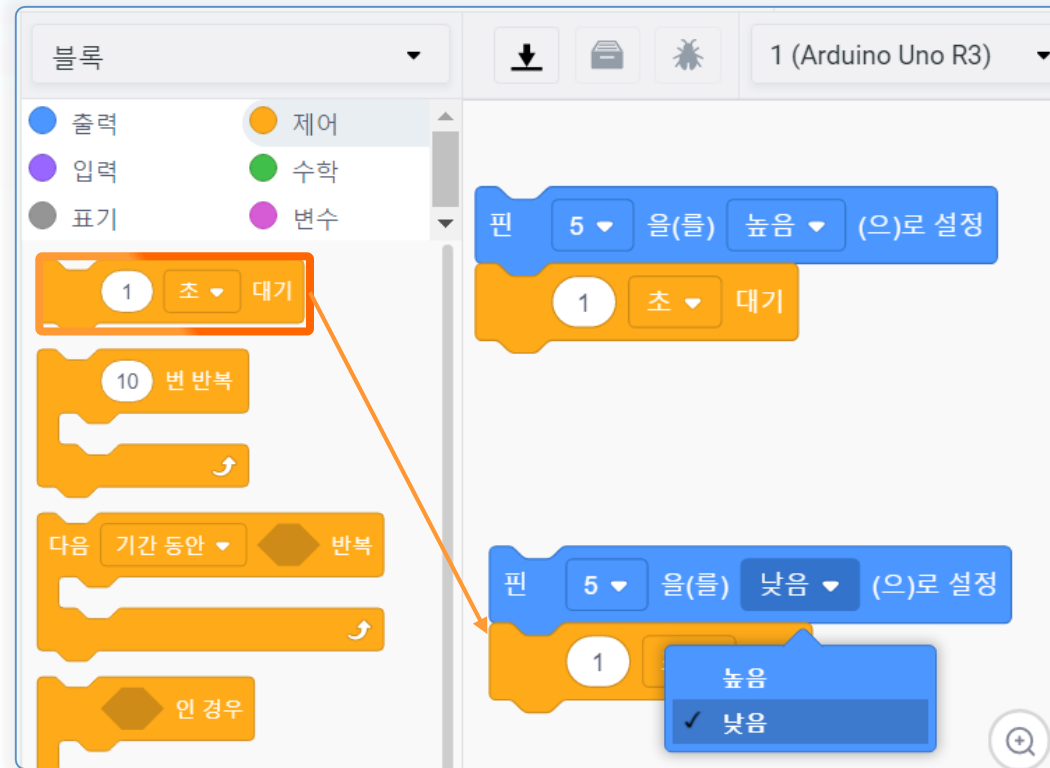 블록
1 (Arduino Uno R3)
출력
제어
입력
수학
표기
변수
1 초 대기
10 번 반복
다음 기간 동안 반복
인 경우
핀 5 을(를) 높음 (으)로 설정
1 초 대기
핀 5 을(를) 낮음 (으)로 설정
1
높음
✓ 낮음